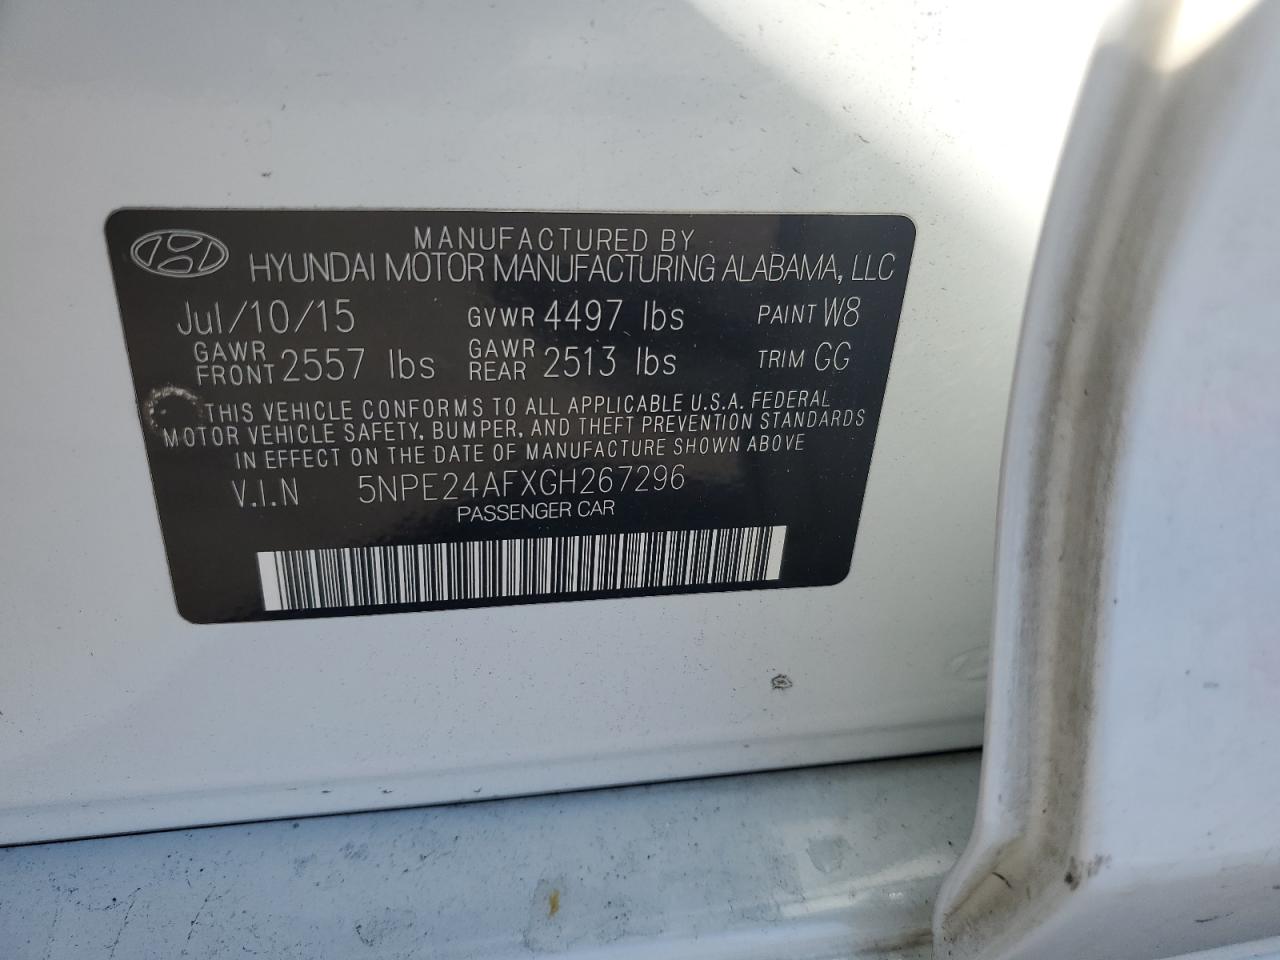 MANUFACTURED BY
HYUNDAI MOTOR MANUFACTURING ALABAMA, LLC
Jul/10/15 GVWR 4497 lbs PAINT W8
GAWR FRONT 2557 lbs GAWR REAR 2513 lbs TRIM GG
THIS VEHICLE CONFORMS TO ALL APPLICABLE U.S.A. FEDERAL
MOTOR VEHICLE SAFETY, BUMPER, AND THEFT PREVENTION STANDARDS
IN EFFECT ON THE DATE OF MANUFACTURE SHOWN ABOVE
V.I.N 5NPE24AFXGH267296
PASSENGER CAR